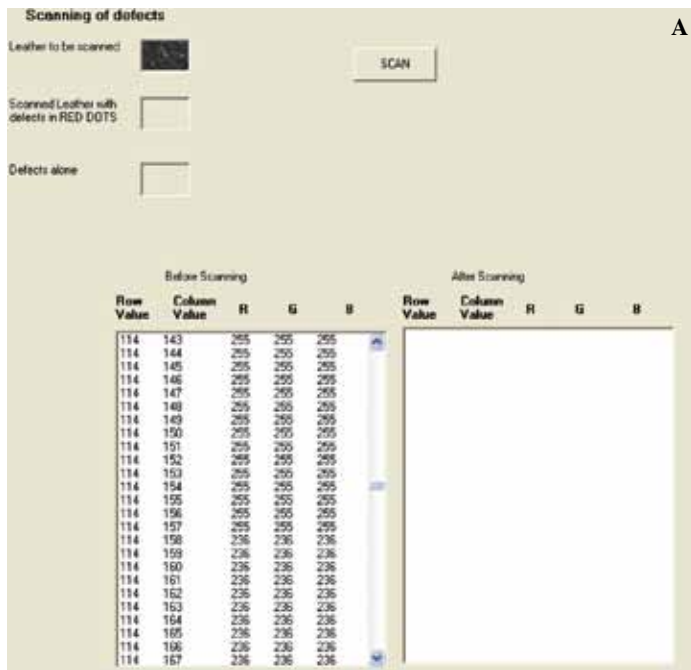 Scanning of defects
A
Leather to be scanned
SCAN
Scanned Leather with
defects in RED DOTS
Defects alone
Before Scanning
After Scanning
Row Value Column Value R G B Row Value Column Value R G B
114 143 255 255 255
114 144 255 255 255
114 145 255 255 255
114 146 255 255 255
114 147 255 255 255
114 148 255 255 255
114 149 255 255 255
114 150 255 255 255
114 151 255 255 255
114 152 255 255 255
114 153 255 255 255
114 154 255 255 255
114 155 255 255 255
114 156 255 255 255
114 157 255 255 255
114 158 236 236 236
114 159 236 236 236
114 160 236 236 236
114 161 236 236 236
114 162 236 236 236
114 163 236 236 236
114 164 236 236 236
114 165 236 236 236
114 166 236 236 236
114 167 236 236 236